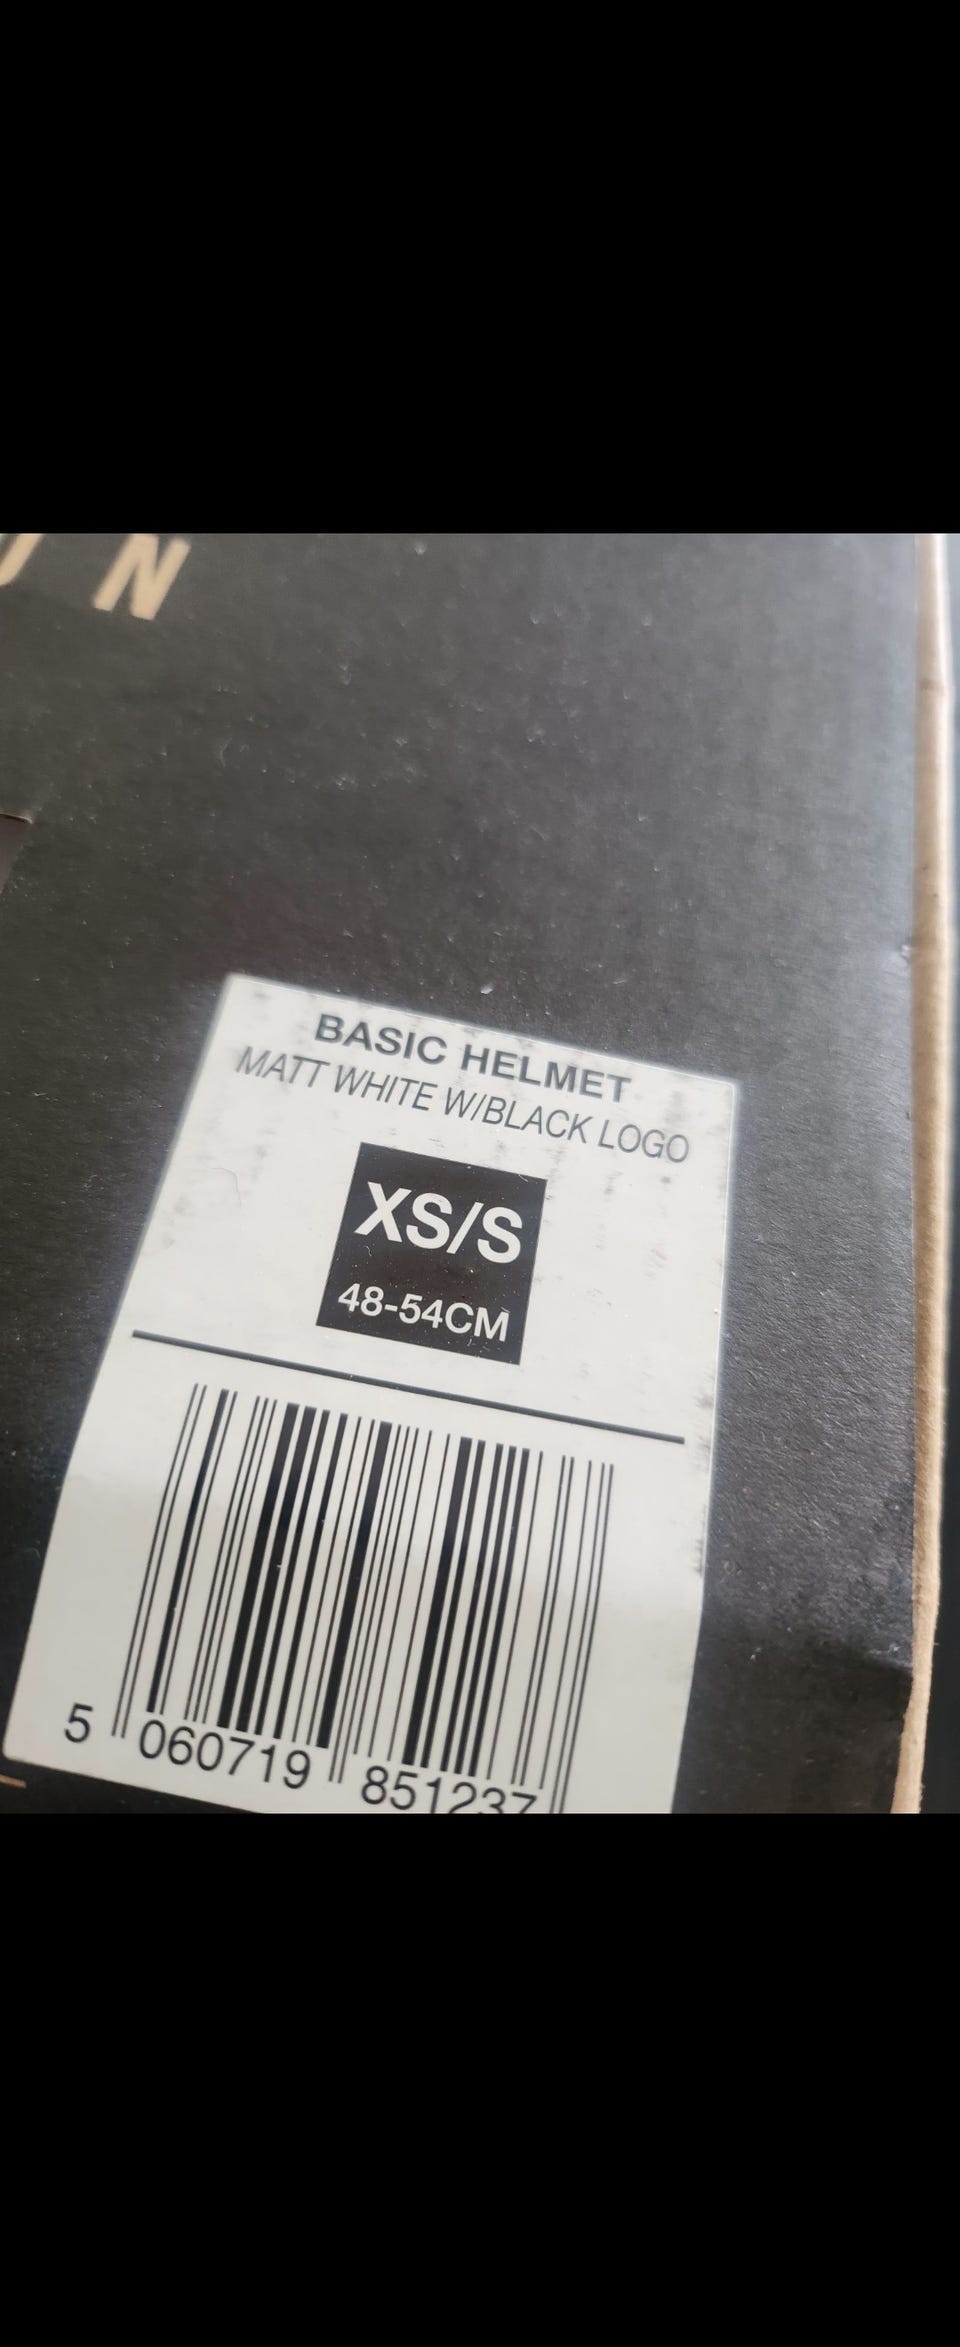 U N
BASIC HELMET
MATT WHITE W/BLACK LOGO
XS/S
48-54CM
5 060719 851237